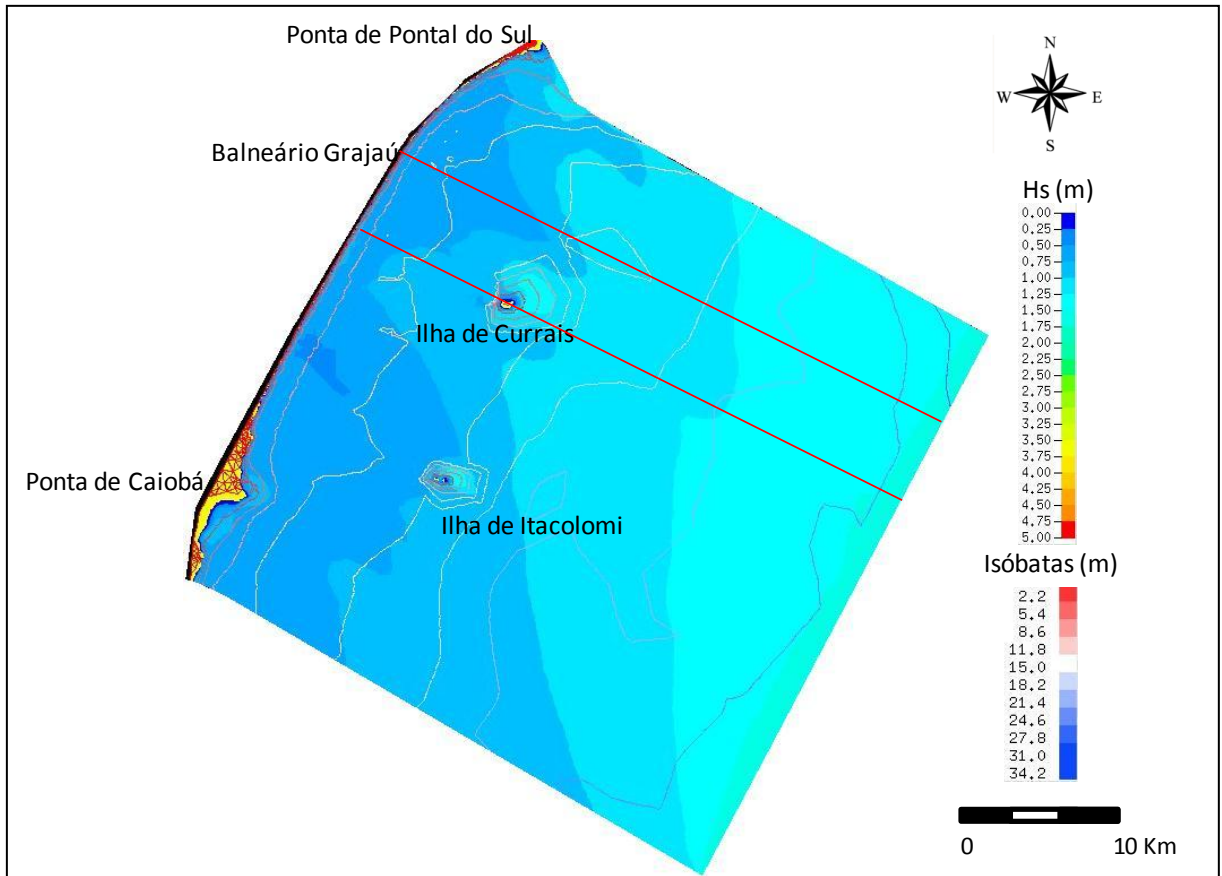 Ponta de Pontal do Sul
N
W
E
S
Balneário Grajaú
Hs (m)
0.00
0.25
0.50
0.75
1.00
1.25
1.50
1.75
2.00
2.25
2.50
2.75
3.00
3.25
3.50
3.75
4.00
4.25
4.50
4.75
5.00
Ilha de Currais
Ponta de Caiobá
Ilha de Itacolomi
Isóbatas (m)
2.2
5.4
8.6
11.8
15.0
18.2
21.4
24.6
27.8
31.0
34.2
0
10 Km